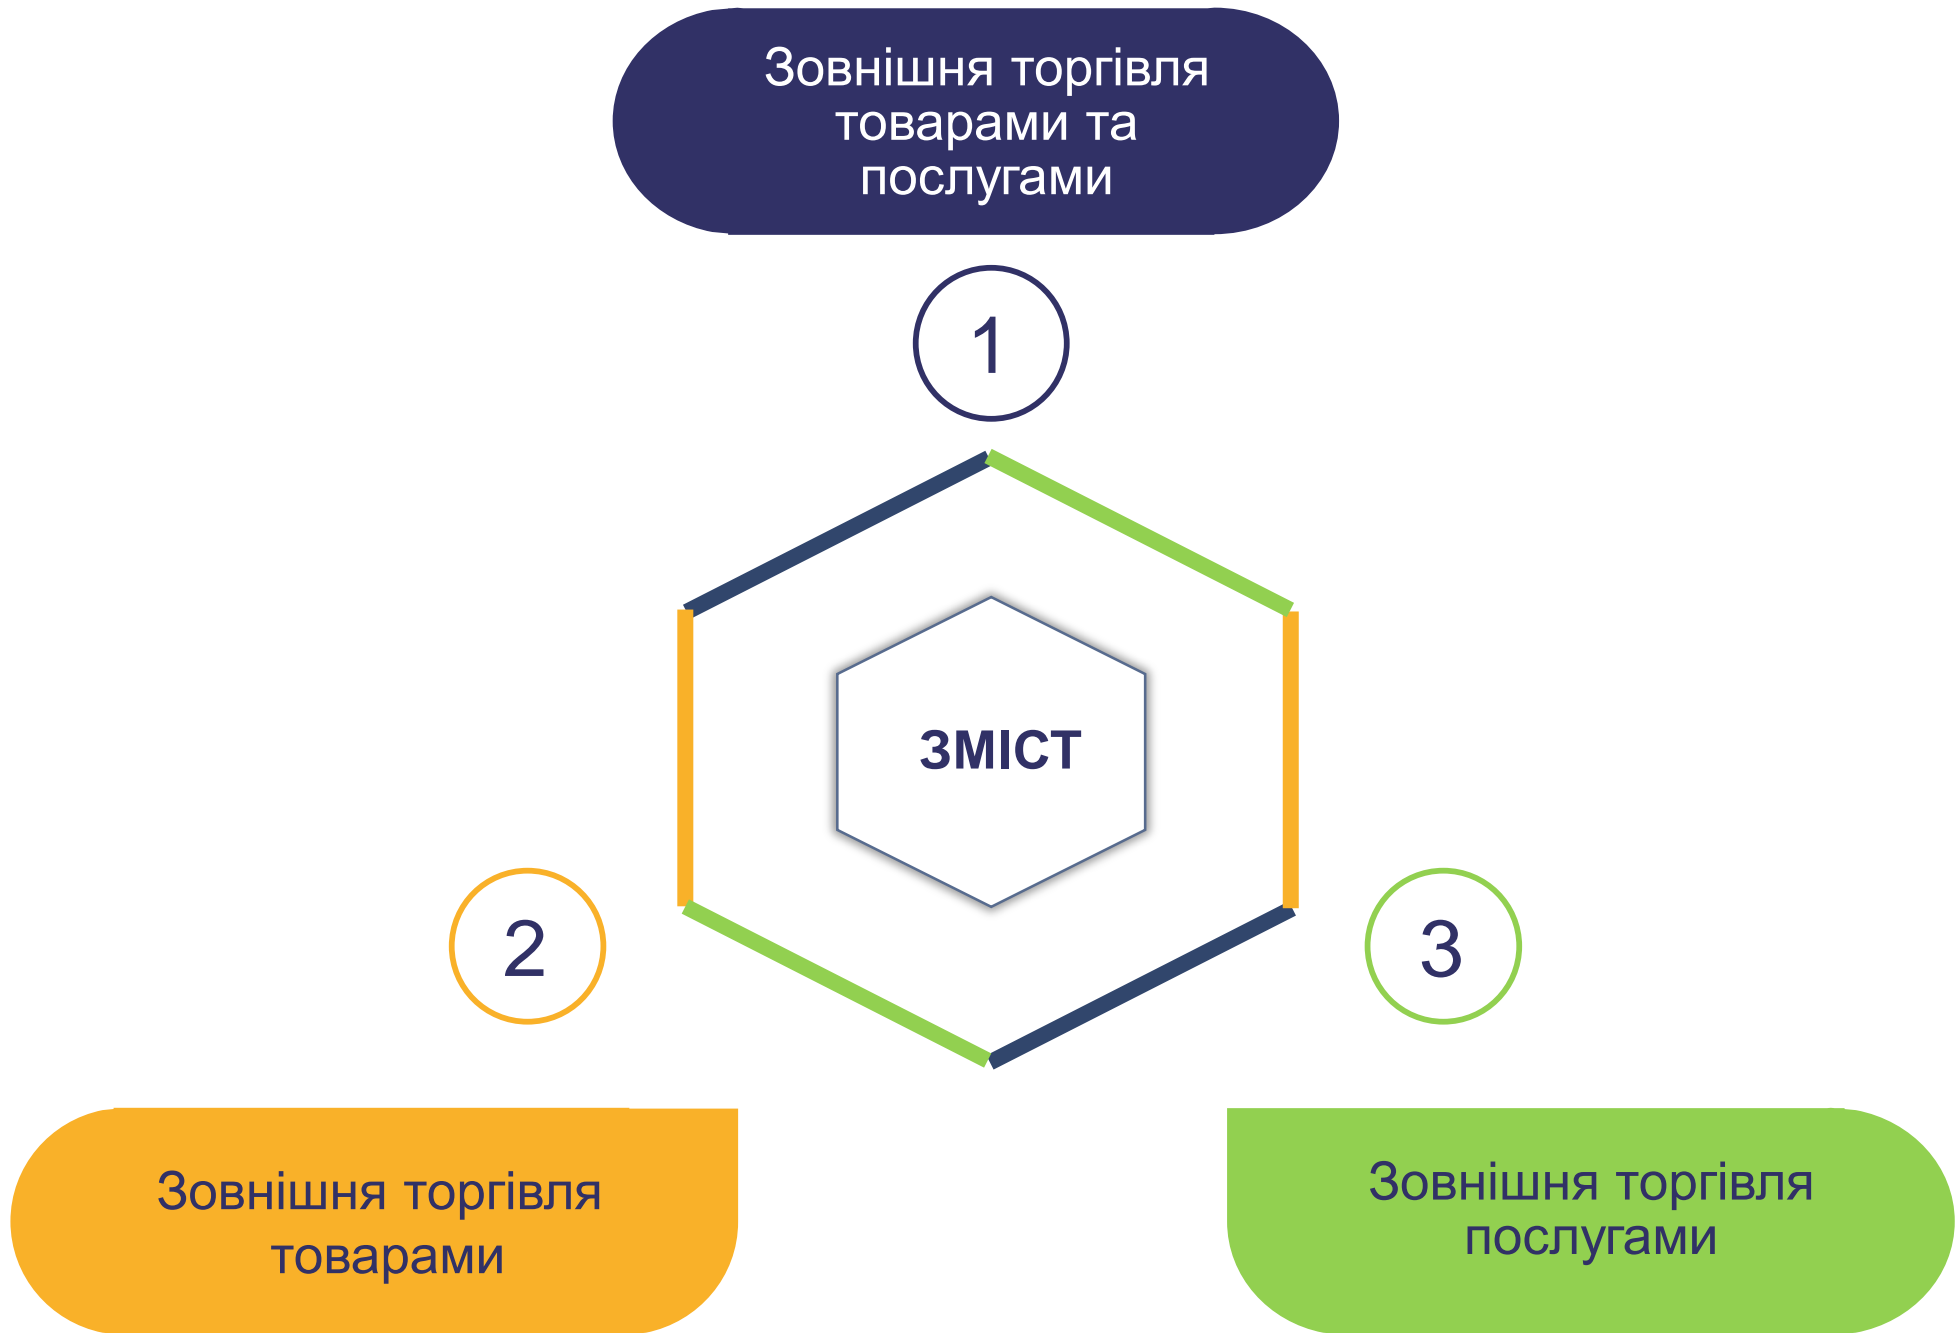 Зовнішня торгівля
товарами та
послугами
1
ЗМІСТ
2
3
Зовнішня торгівля
товарами
Зовнішня торгівля
послугами